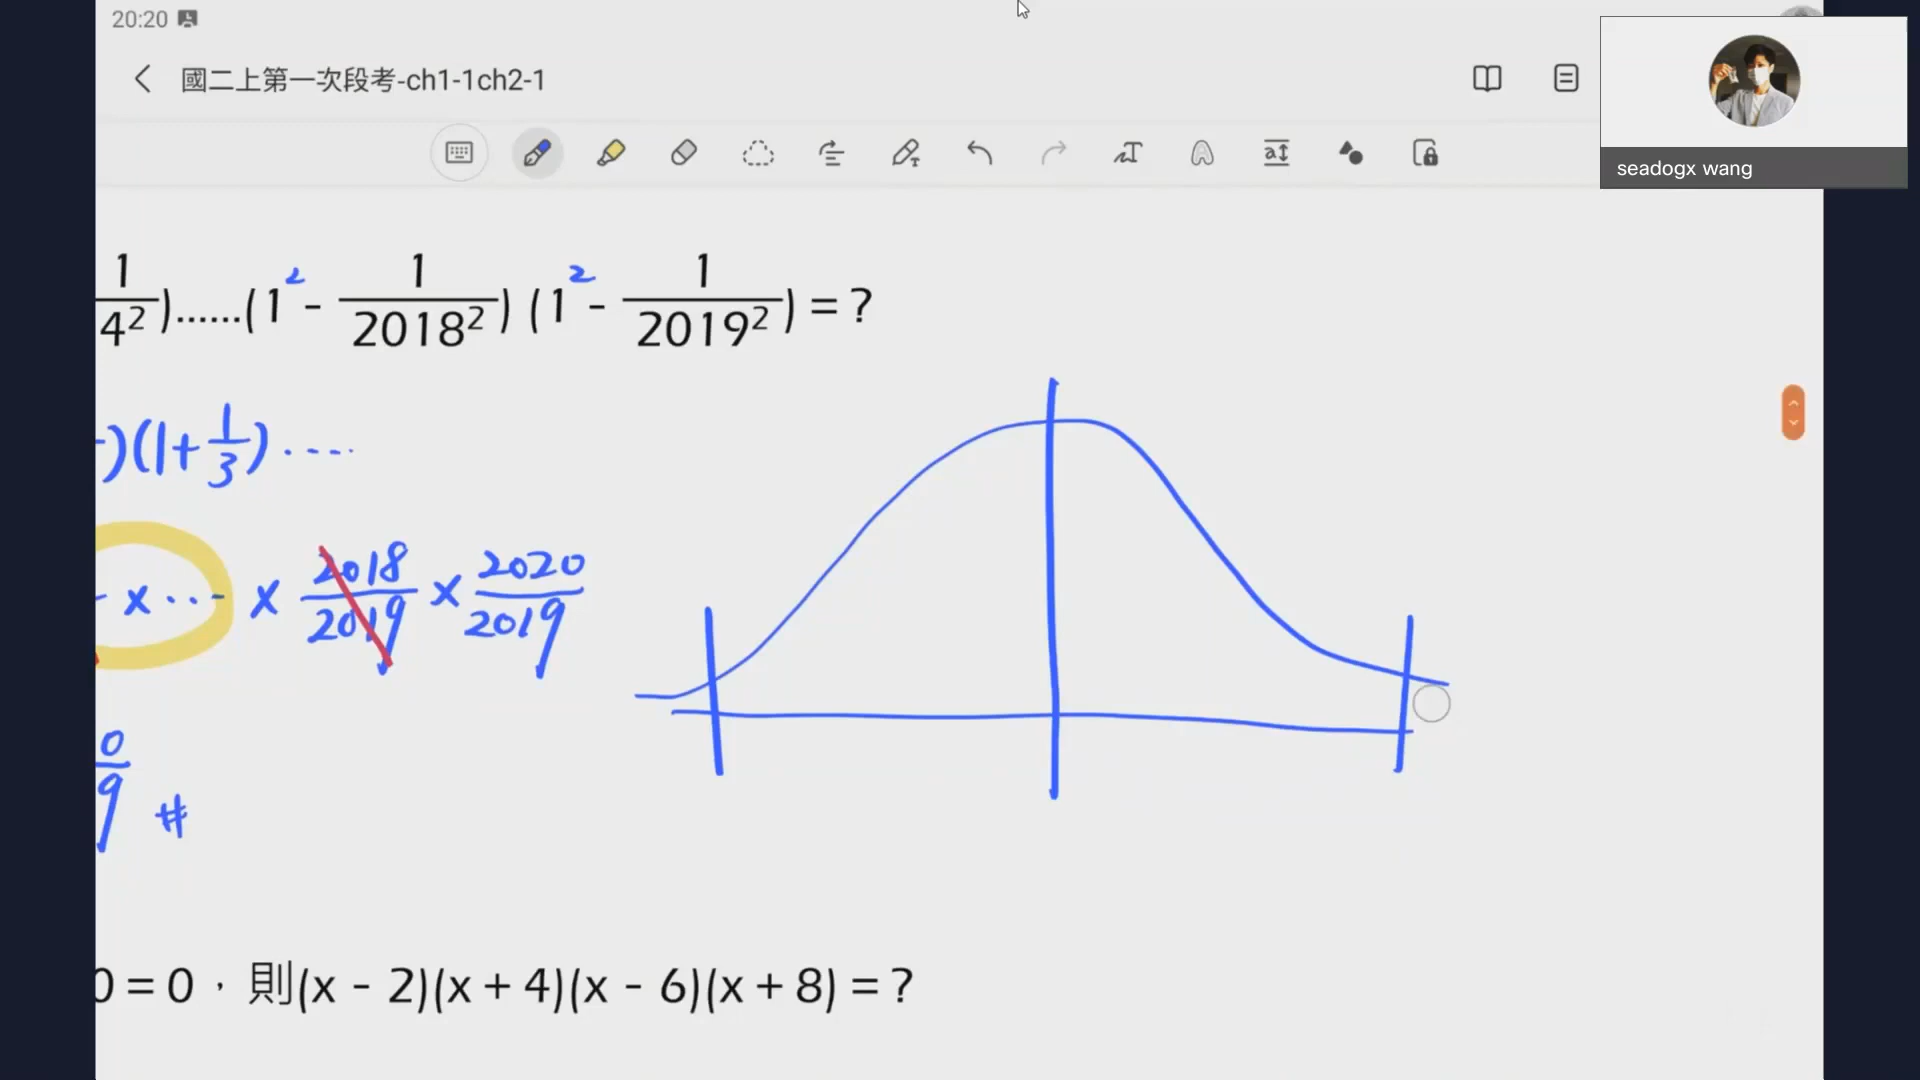 20:20
國二上第一次段考-ch1-1ch2-1
seadogx wang
1/4²)......(1² - 1/2018²) (1² - 1/2019²) = ?
)(1+1/3)....
x... x 2018/2019 x 2020/2019
0/9 #
0 = 0，則(x - 2)(x + 4)(x - 6)(x + 8) = ?